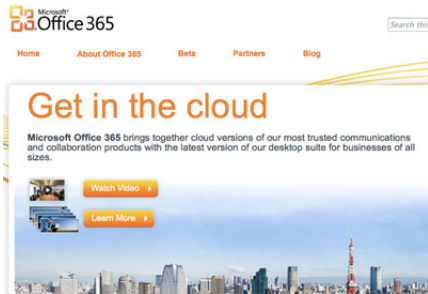 Microsoft®
Office 365
Search this
Home About Office 365 Beta Partners Blog
Get in the cloud
Microsoft Office 365 brings together cloud versions of our most trusted communications
and collaboration products with the latest version of our desktop suite for businesses of all
sizes.
Watch Video
Learn More